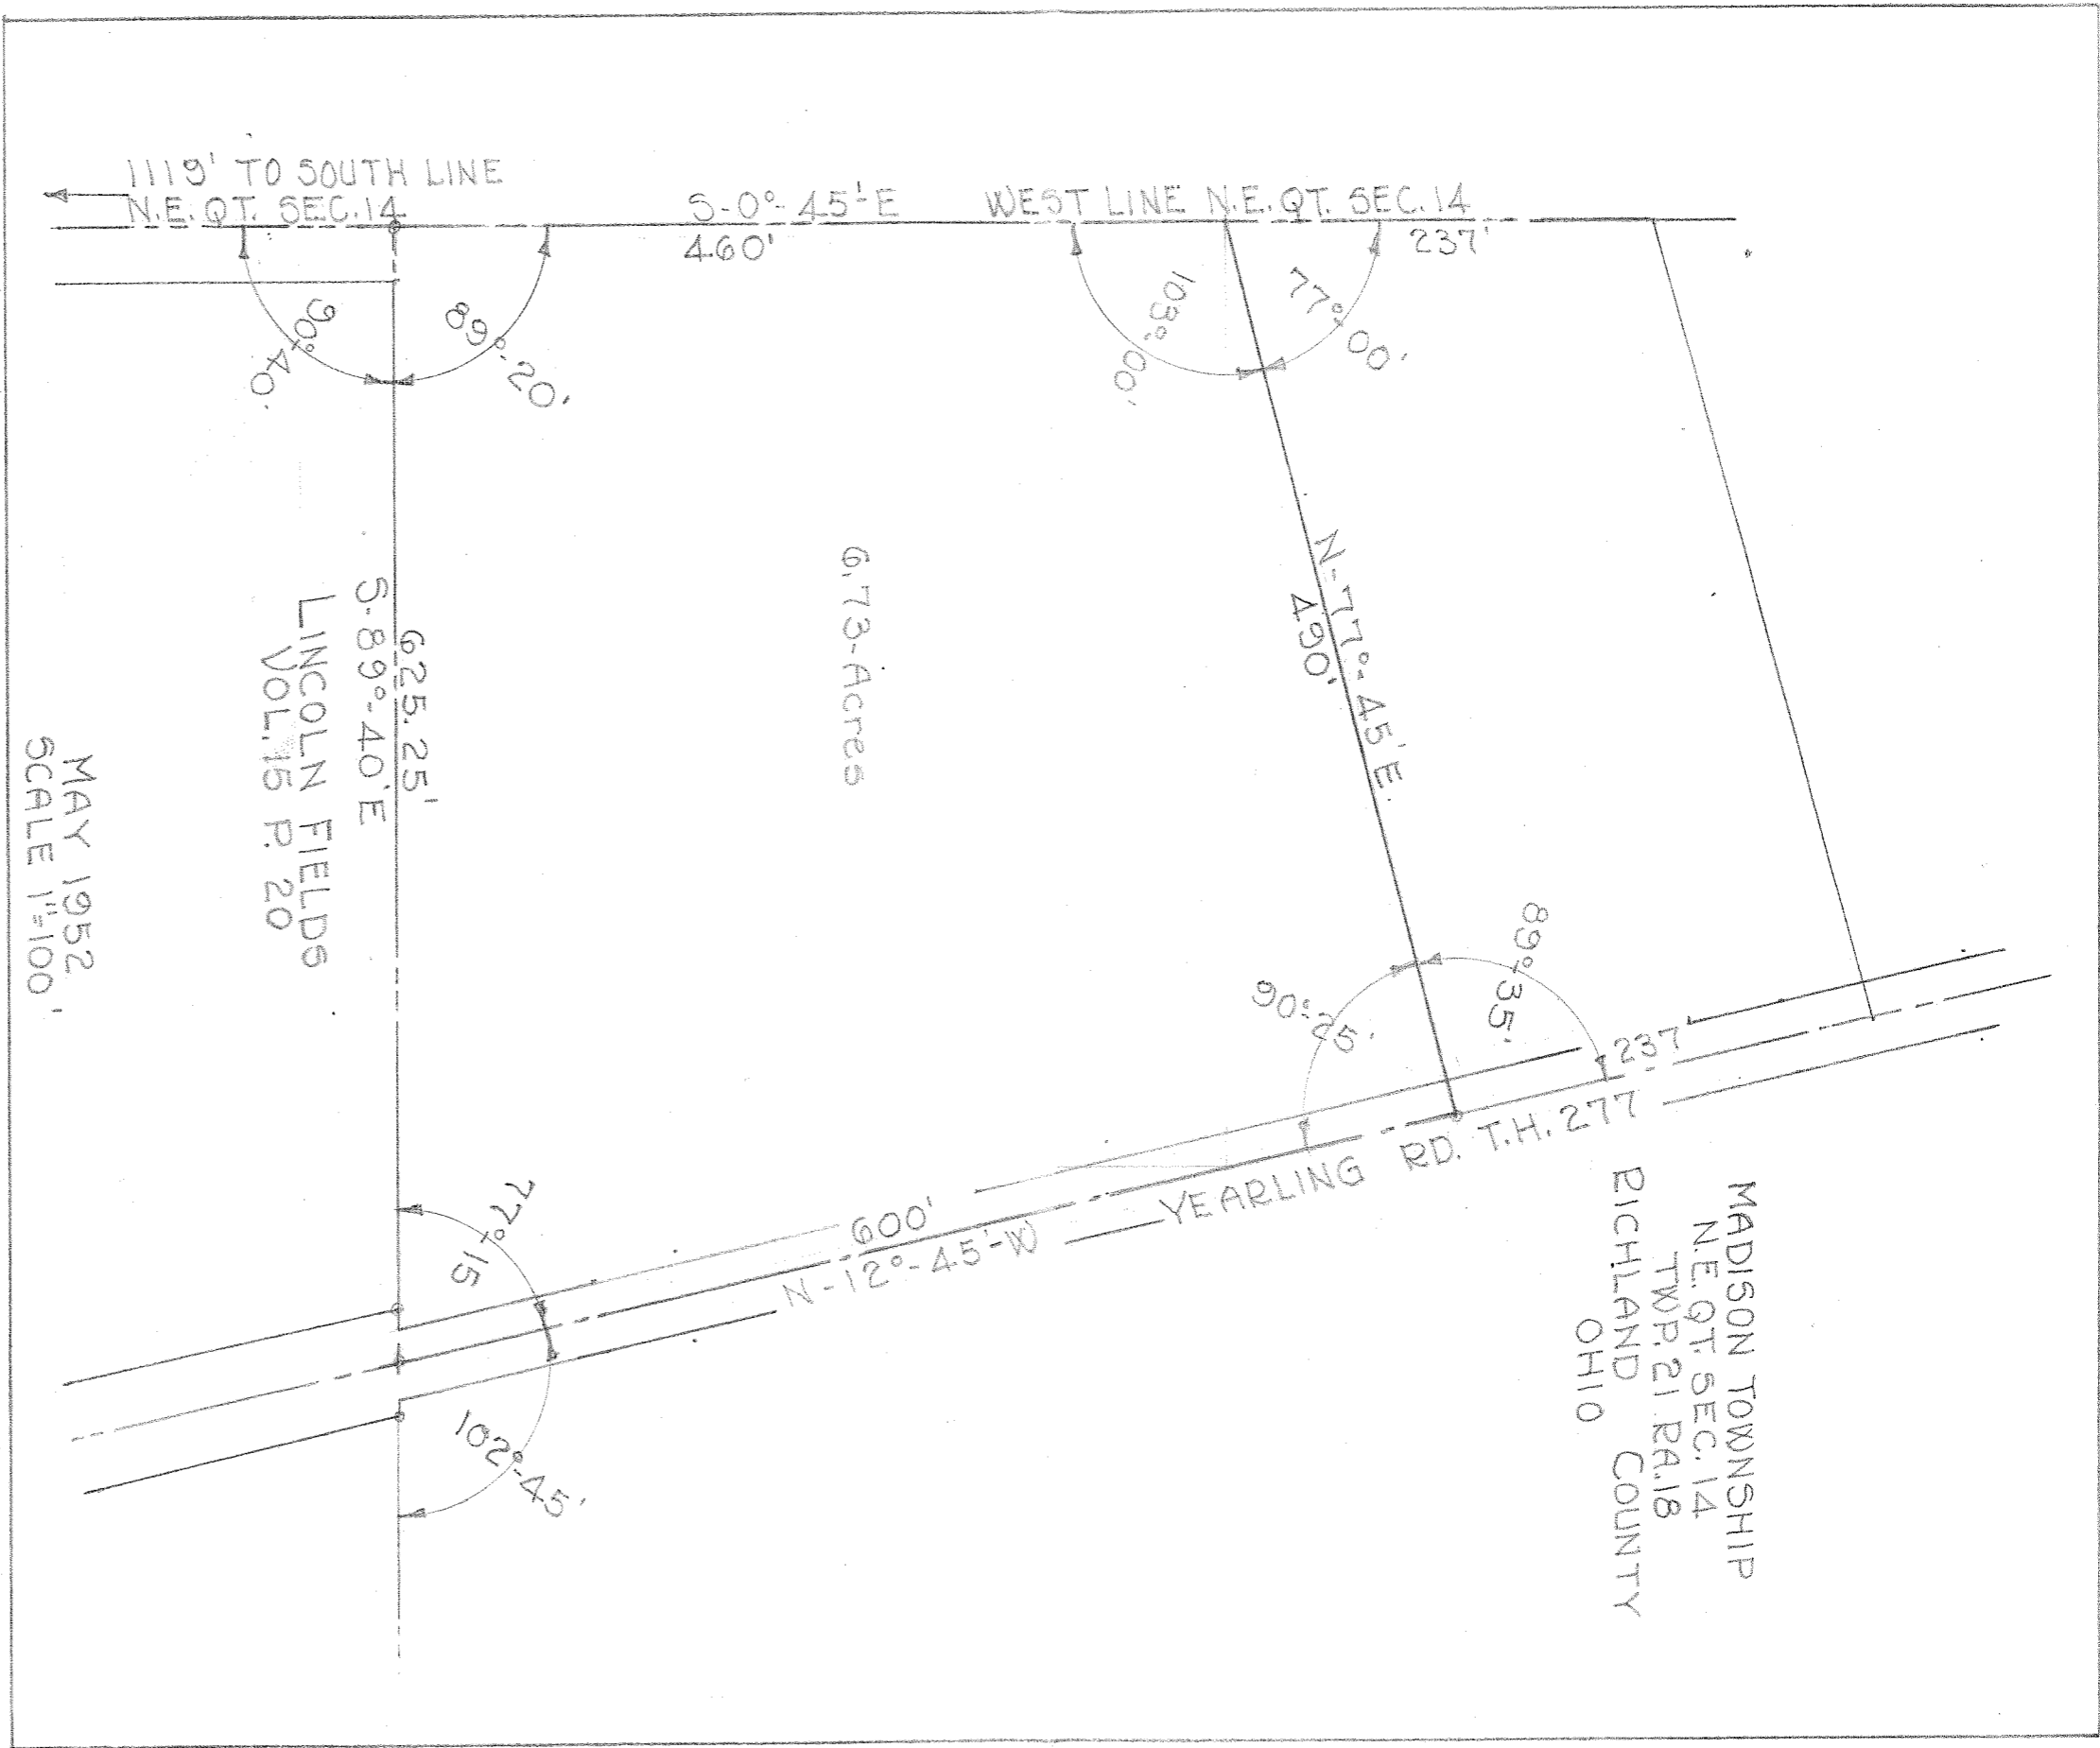 1119' TO SOUTH LINE
N.E. QT. SEC. 14
S-0°-45'-E
WEST LINE N.E. QT. SEC. 14
460'
237'
90°-40'
89°-20'
103°-00'
77°-00'
N-77°-45'E.
490'
6.73-Acres
625.25'
S-89°-40'E
LINCOLN FIELDS
VOL. 15 P. 20
MAY 1952
SCALE 1"=100'
89°-35'
90°-25'
237'
600'
N-12°-45'-W
YEARLING RD. T.H. 277
77°-15'
102°-45'
MADISON TOWNSHIP
N.E. QT. SEC. 14
TWP. 21 RA. 18
RICHLAND COUNTY
OHIO